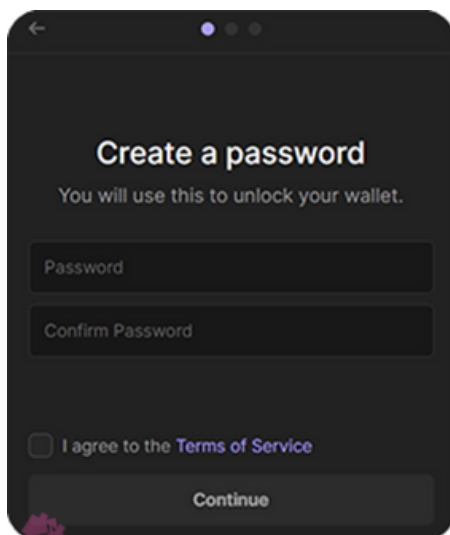 Create a password
You will use this to unlock your wallet.
Password
Confirm Password
I agree to the Terms of Service
Continue